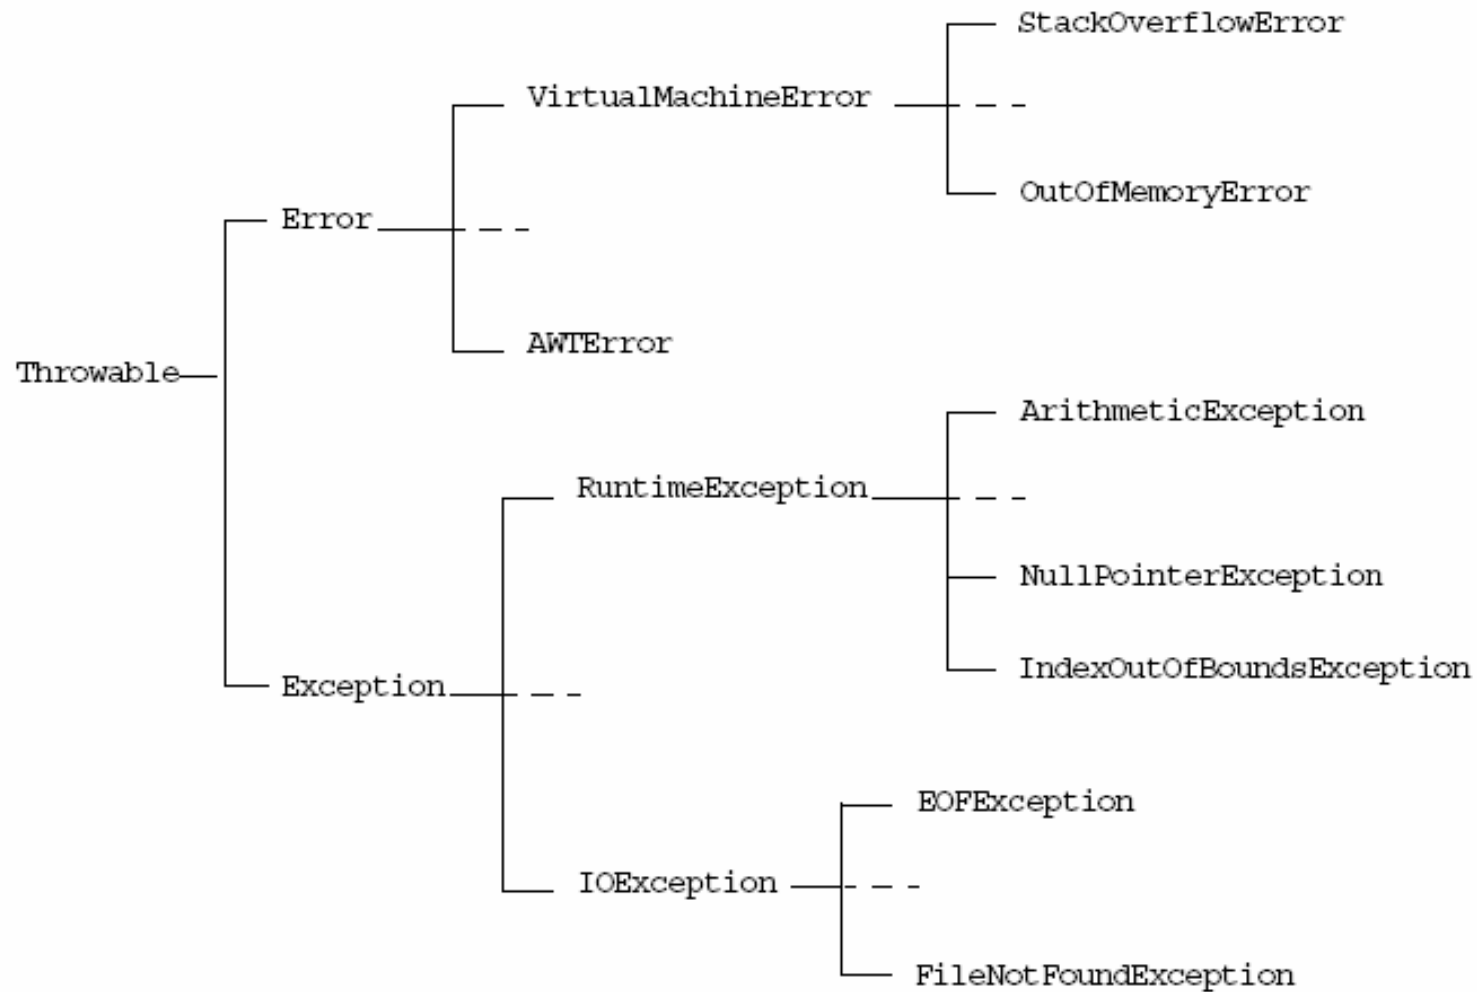 StackOverflowError
VirtualMachineError
OutOfMemoryError
Error
AWTError
Throwable
ArithmeticException
RuntimeException
NullPointerException
IndexOutOfBoundsException
Exception
EOFException
IOException
FileNotFoundException